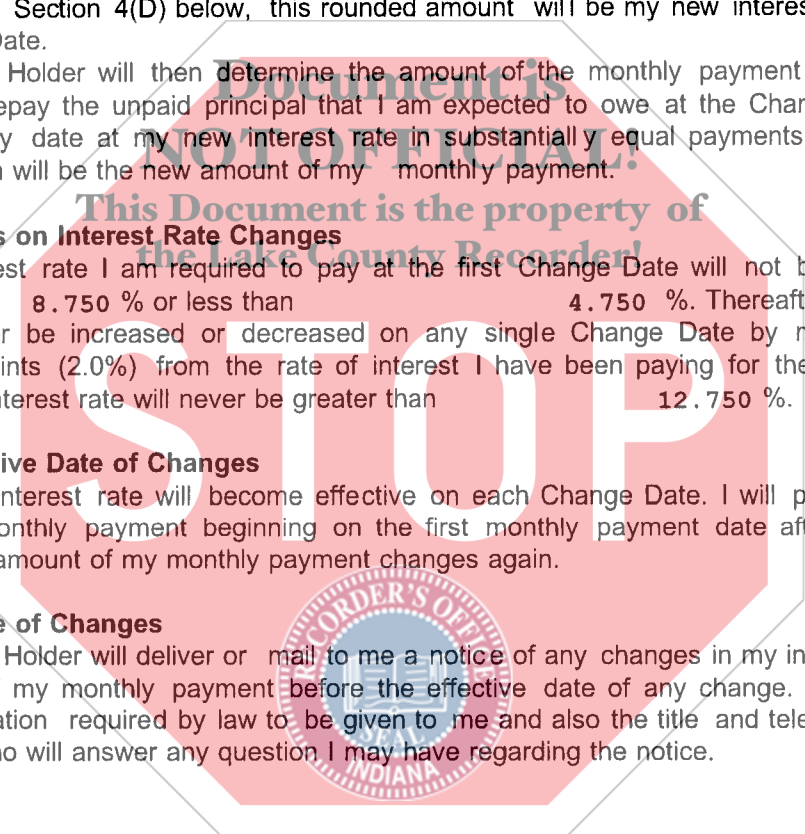 Section 4(D) below, this rounded amount will be my new interes
Date.
Holder will then determine the amount of the monthly payment
epay the unpaid principal that I am expected to owe at the Char
y date at my new interest rate in substantially equal payments
n will be the new amount of my monthly payment.
Document is
NOT OFFICIAL!
This Document is the property of
the Lake County Recorder!
s on Interest Rate Changes
est rate I am required to pay at the first Change Date will not b
8.750 % or less than 4.750 %. Thereaft
r be increased or decreased on any single Change Date by m
ints (2.0%) from the rate of interest I have been paying for the
nterest rate will never be greater than 12.750 %.
STOP
ive Date of Changes
nterest rate will become effective on each Change Date. I will p
onthly payment beginning on the first monthly payment date aft
amount of my monthly payment changes again.
e of Changes
Holder will deliver or mail to me a notice of any changes in my in
my monthly payment before the effective date of any change.
ation required by law to be given to me and also the title and tele
ho will answer any question I may have regarding the notice.
RECORDER'S OFFICE
SEAL
INDIANA